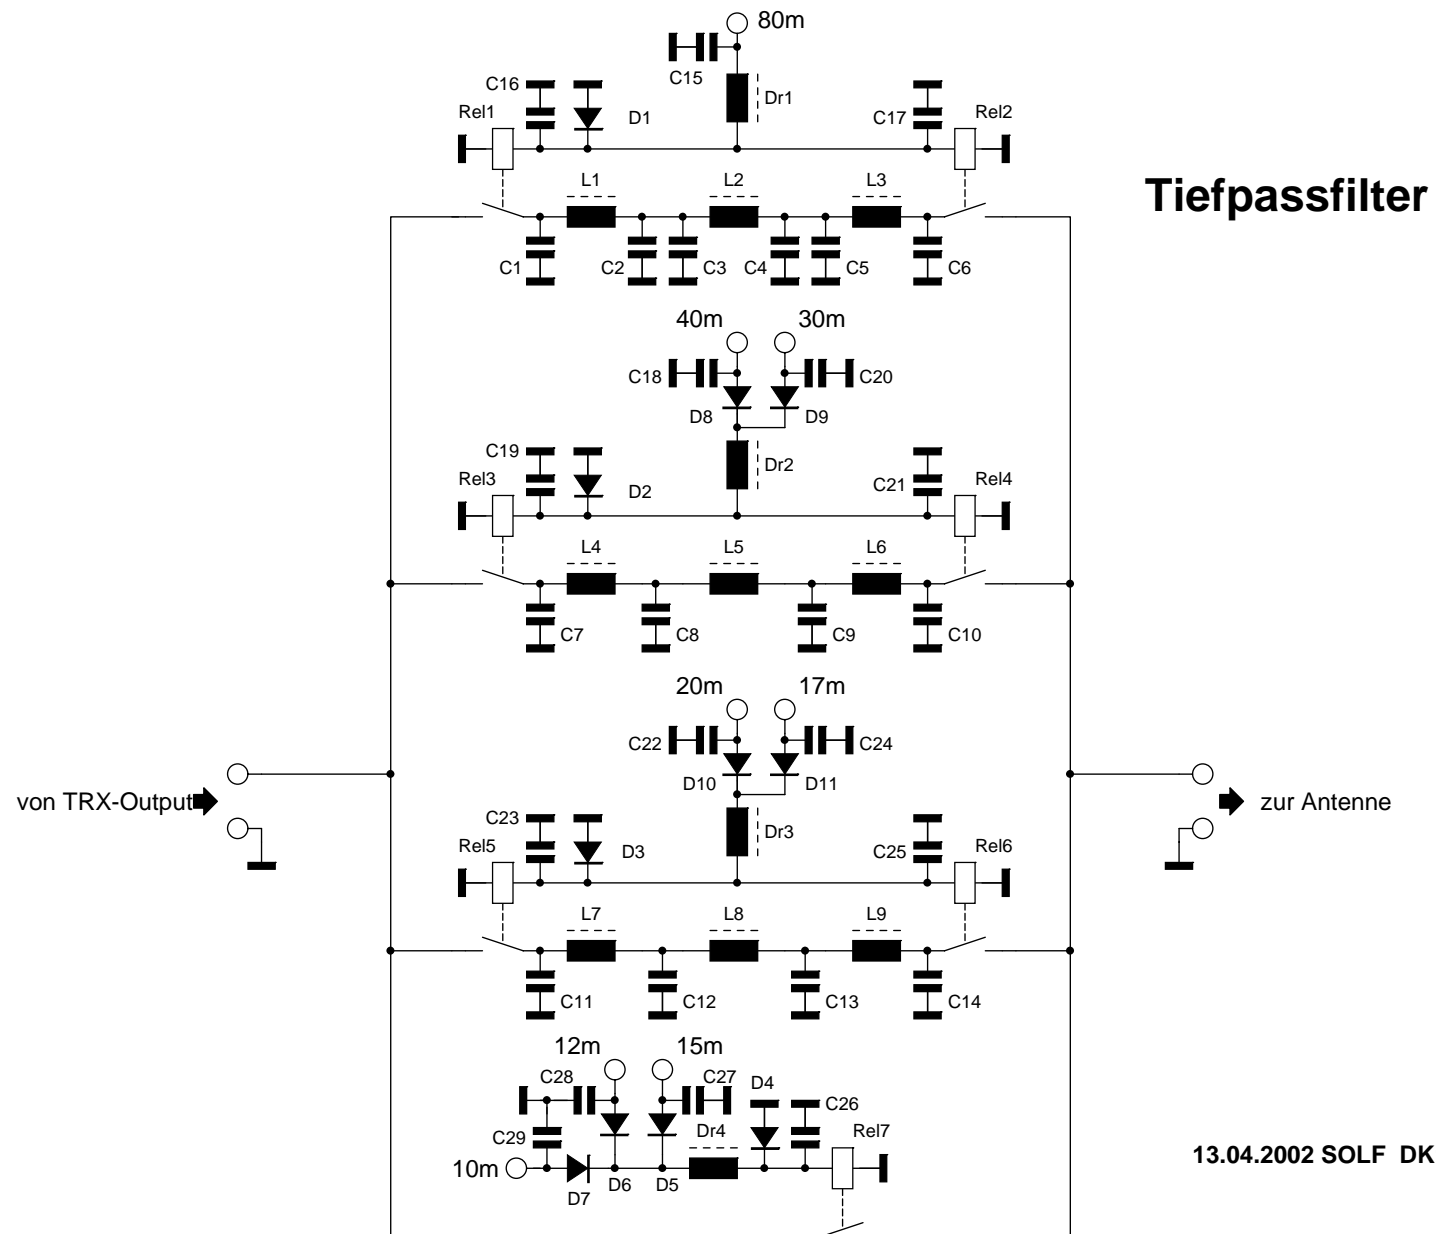 80m
C15
C16
Dr1
Rel1
D1
C17
Rel2
L1
L2
L3
Tiefpassfilter
C1
C2
C3
C4
C5
C6
40m
30m
C18
C20
D8
D9
C19
Dr2
Rel3
D2
C21
Rel4
L4
L5
L6
C7
C8
C9
C10
20m
17m
C22
C24
D10
D11
von TRX-Output
zur Antenne
C23
Dr3
Rel5
D3
C25
Rel6
L7
L8
L9
C11
C12
C13
C14
12m
15m
C28
C27
D4
C26
C29
Dr4
Rel7
10m
D7
D6
D5
13.04.2002 SOLF DK